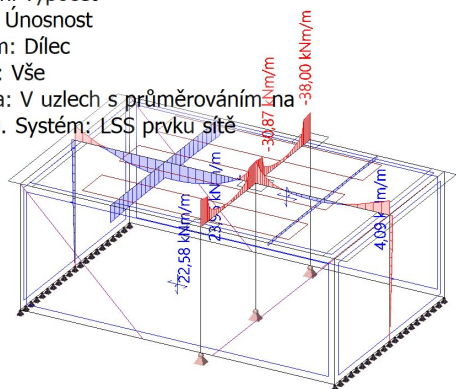 výpočet
Únosnost
n: Dílec
: Vše
a: V uzlech s průměrováním na
. Systém: LSS prvku sítě
-38,00 kNm/m
-30,87 kNm/m
4,09 kNm/m
22,58 kNm/m